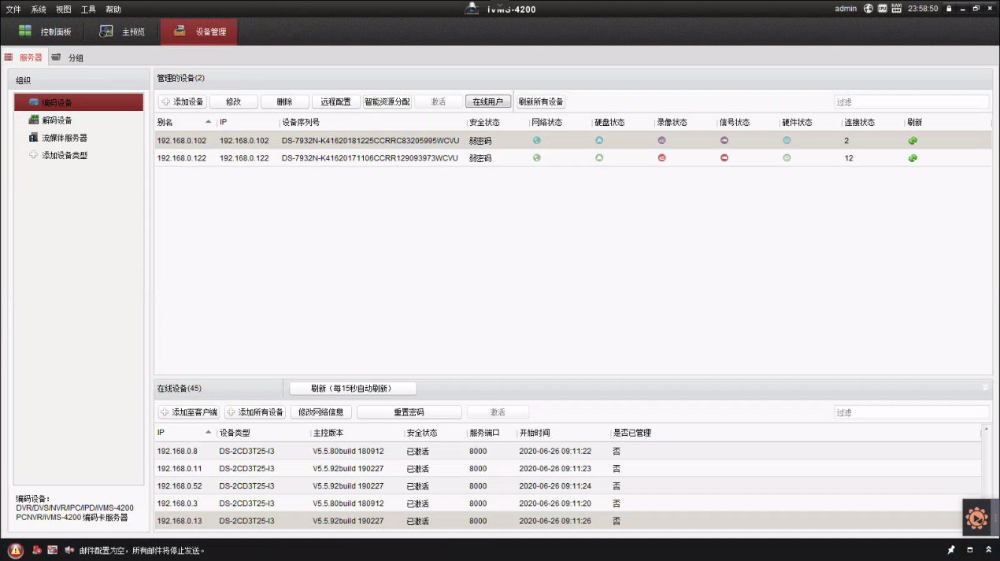 文件 系统 视图 工具 帮助 iVMS-4200 admin 23:58:50
控制面板 主预览 设备管理
服务器 分组
组织
编码设备
解码设备
流媒体服务器
添加设备类型
编码设备：
DVR/DVS/NVR/IPC/IPD/iVMS-4200
PCNVR/iVMS-4200 编码卡服务器
管理的设备(2)
添加设备 修改 删除 远程配置 智能资源分配 激活 在线用户 刷新所有设备 过滤
别名 IP 设备序列号 安全状态 网络状态 硬盘状态 录像状态 信号状态 硬件状态 连接状态 刷新
192.168.0.102 192.168.0.102 DS-7932N-K41620181225CCRRC83205995WCVU 弱密码 2
192.168.0.122 192.168.0.122 DS-7932N-K41620171106CCRR129093973WCVU 弱密码 12
在线设备(45) 刷新（每15秒自动刷新）
添加至客户端 添加所有设备 修改网络信息 重置密码 激活 过滤
IP 设备类型 主控版本 安全状态 服务端口 开始时间 是否已管理
192.168.0.8 DS-2CD3T25-I3 V5.5.80build 180912 已激活 8000 2020-06-26 09:11:22 否
192.168.0.11 DS-2CD3T25-I3 V5.5.92build 190227 已激活 8000 2020-06-26 09:11:23 否
192.168.0.52 DS-2CD3T25-I3 V5.5.92build 190227 已激活 8000 2020-06-26 09:11:24 否
192.168.0.3 DS-2CD3T25-I3 V5.5.80build 180912 已激活 8000 2020-06-26 09:11:20 否
192.168.0.13 DS-2CD3T25-I3 V5.5.92build 190227 已激活 8000 2020-06-26 09:11:26 否
邮件配置为空，所有邮件将停止发送。